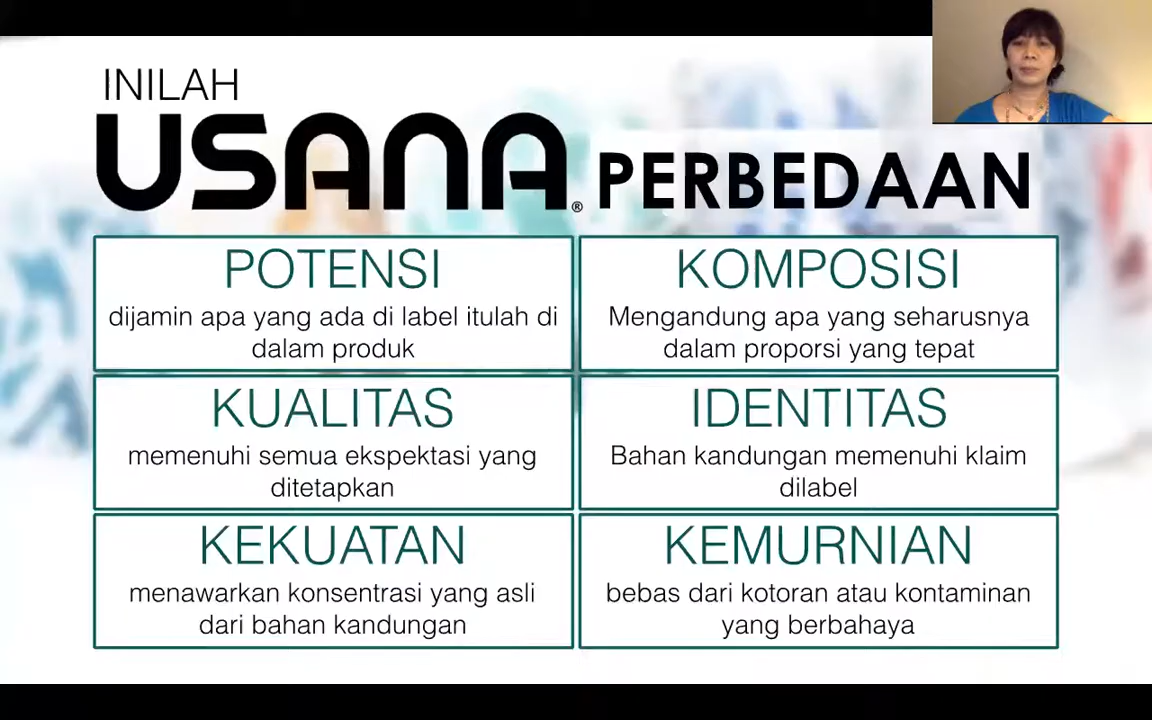 INILAH
USANA® PERBEDAAN
POTENSI
dijamin apa yang ada di label itulah di
dalam produk
KOMPOSISI
Mengandung apa yang seharusnya
dalam proporsi yang tepat
KUALITAS
memenuhi semua ekspektasi yang
ditetapkan
IDENTITAS
Bahan kandungan memenuhi klaim
dilabel
KEKUATAN
menawarkan konsentrasi yang asli
dari bahan kandungan
KEMURNIAN
bebas dari kotoran atau kontaminan
yang berbahaya